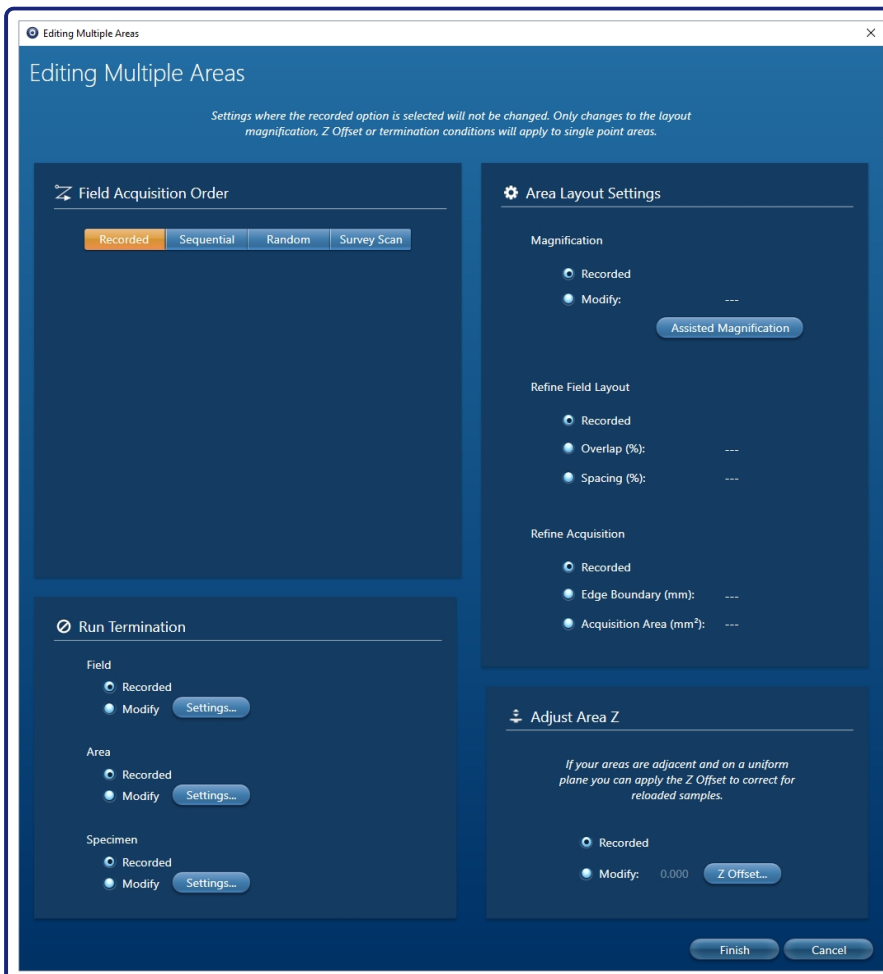 Editing Multiple Areas
Editing Multiple Areas
Settings where the recorded option is selected will not be changed. Only changes to the layout
magnification, Z Offset or termination conditions will apply to single point areas.
Field Acquisition Order
Recorded Sequential Random Survey Scan
Run Termination
Field
Recorded
Modify Settings...
Area
Recorded
Modify Settings...
Specimen
Recorded
Modify Settings...
Area Layout Settings
Magnification
Recorded
Modify: ---
Assisted Magnification
Refine Field Layout
Recorded
Overlap (%): ---
Spacing (%): ---
Refine Acquisition
Recorded
Edge Boundary (mm): ---
Acquisition Area (mm²): ---
Adjust Area Z
If your areas are adjacent and on a uniform
plane you can apply the Z Offset to correct for
reloaded samples.
Recorded
Modify: 0.000 Z Offset...
Finish Cancel